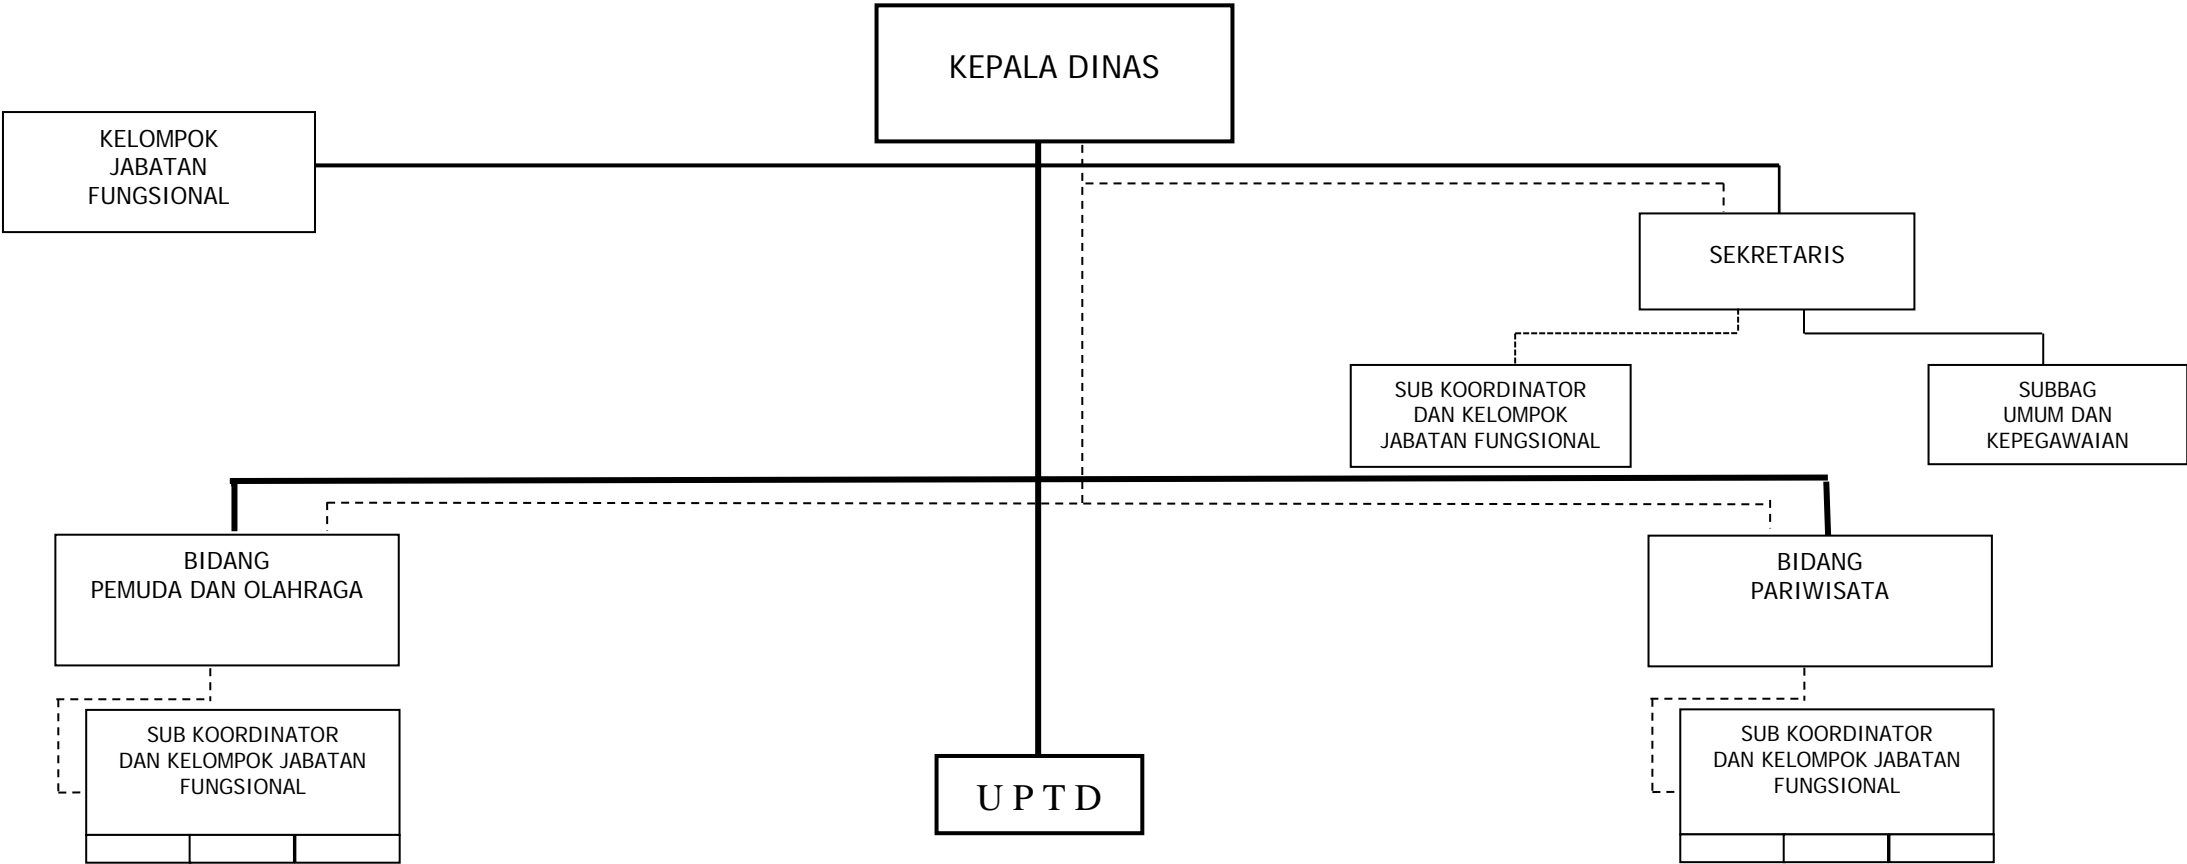 KEPALA DINAS
KELOMPOK
JABATAN
FUNGSIONAL
SEKRETARIS
SUB KOORDINATOR
DAN KELOMPOK
JABATAN FUNGSIONAL
SUBBAG
UMUM DAN
KEPEGAWAIAN
BIDANG
PEMUDA DAN OLAHRAGA
BIDANG
PARIWISATA
SUB KOORDINATOR
DAN KELOMPOK JABATAN
FUNGSIONAL
UPTD
SUB KOORDINATOR
DAN KELOMPOK JABATAN
FUNGSIONAL